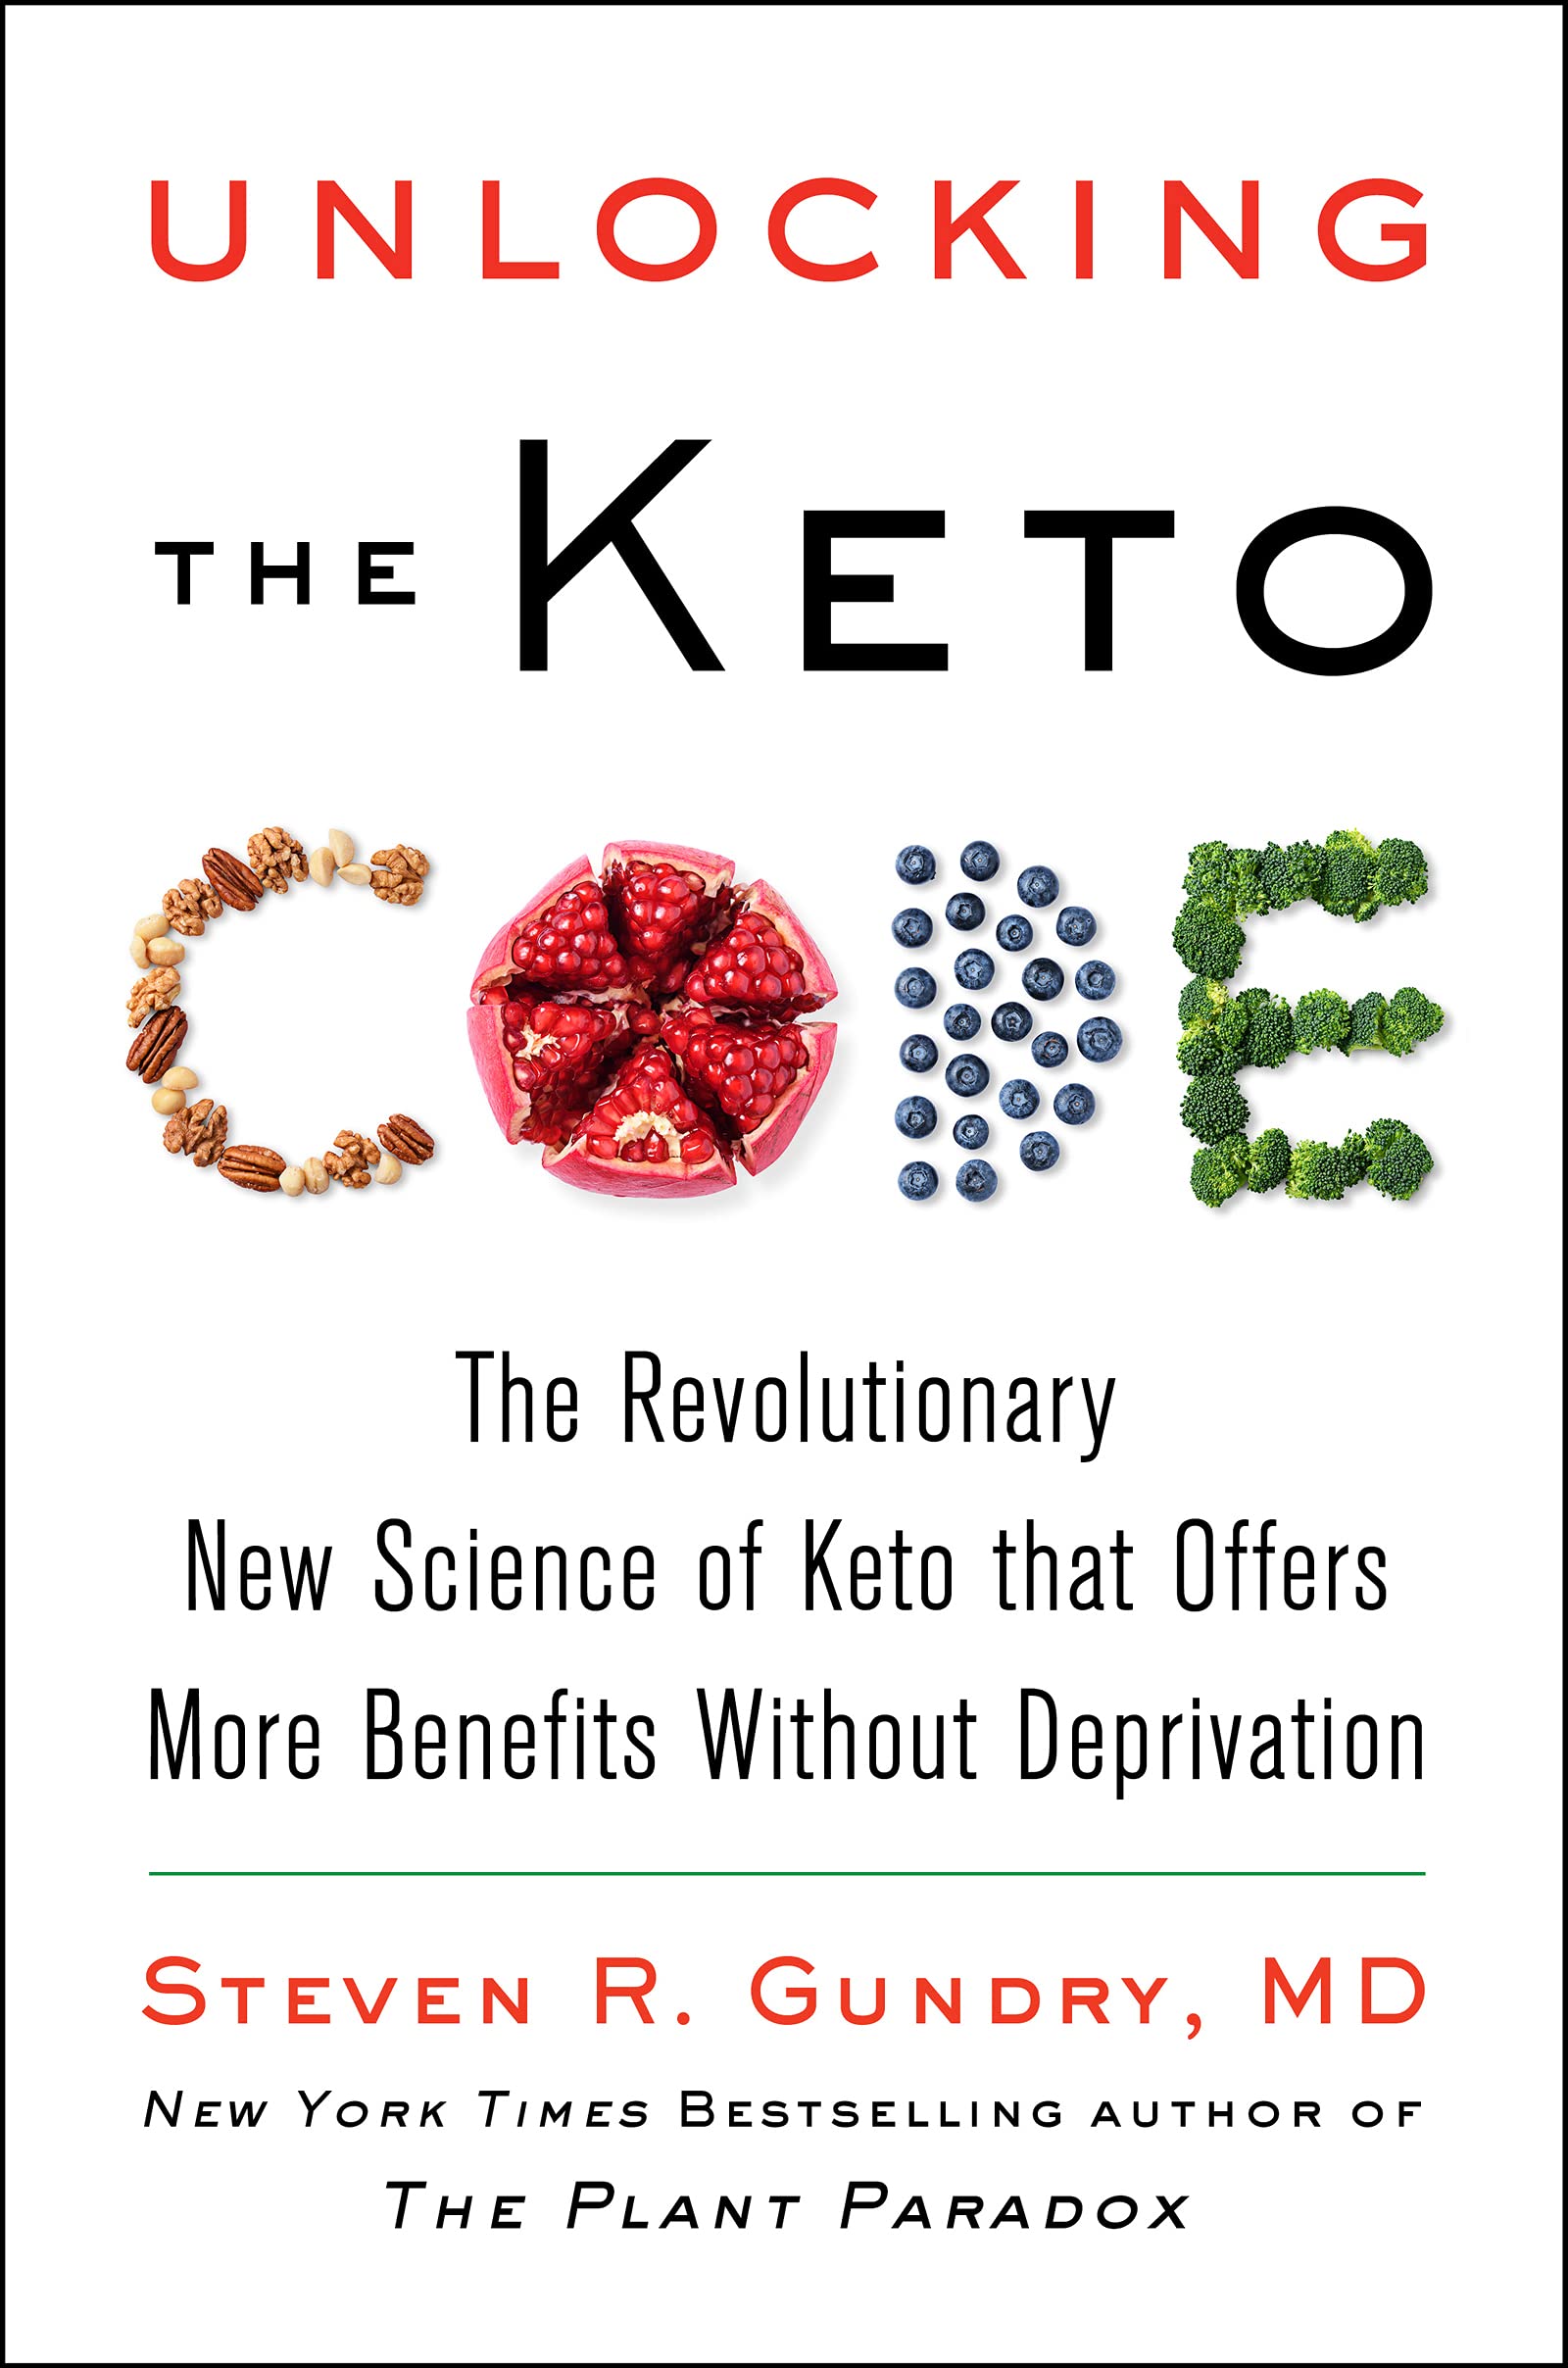 UNLOCKING
THE KETO
CODE
The Revolutionary
New Science of Keto that Offers
More Benefits Without Deprivation
STEVEN R. GUNDRY, MD
NEW YORK TIMES BESTSELLING AUTHOR OF
THE PLANT PARADOX